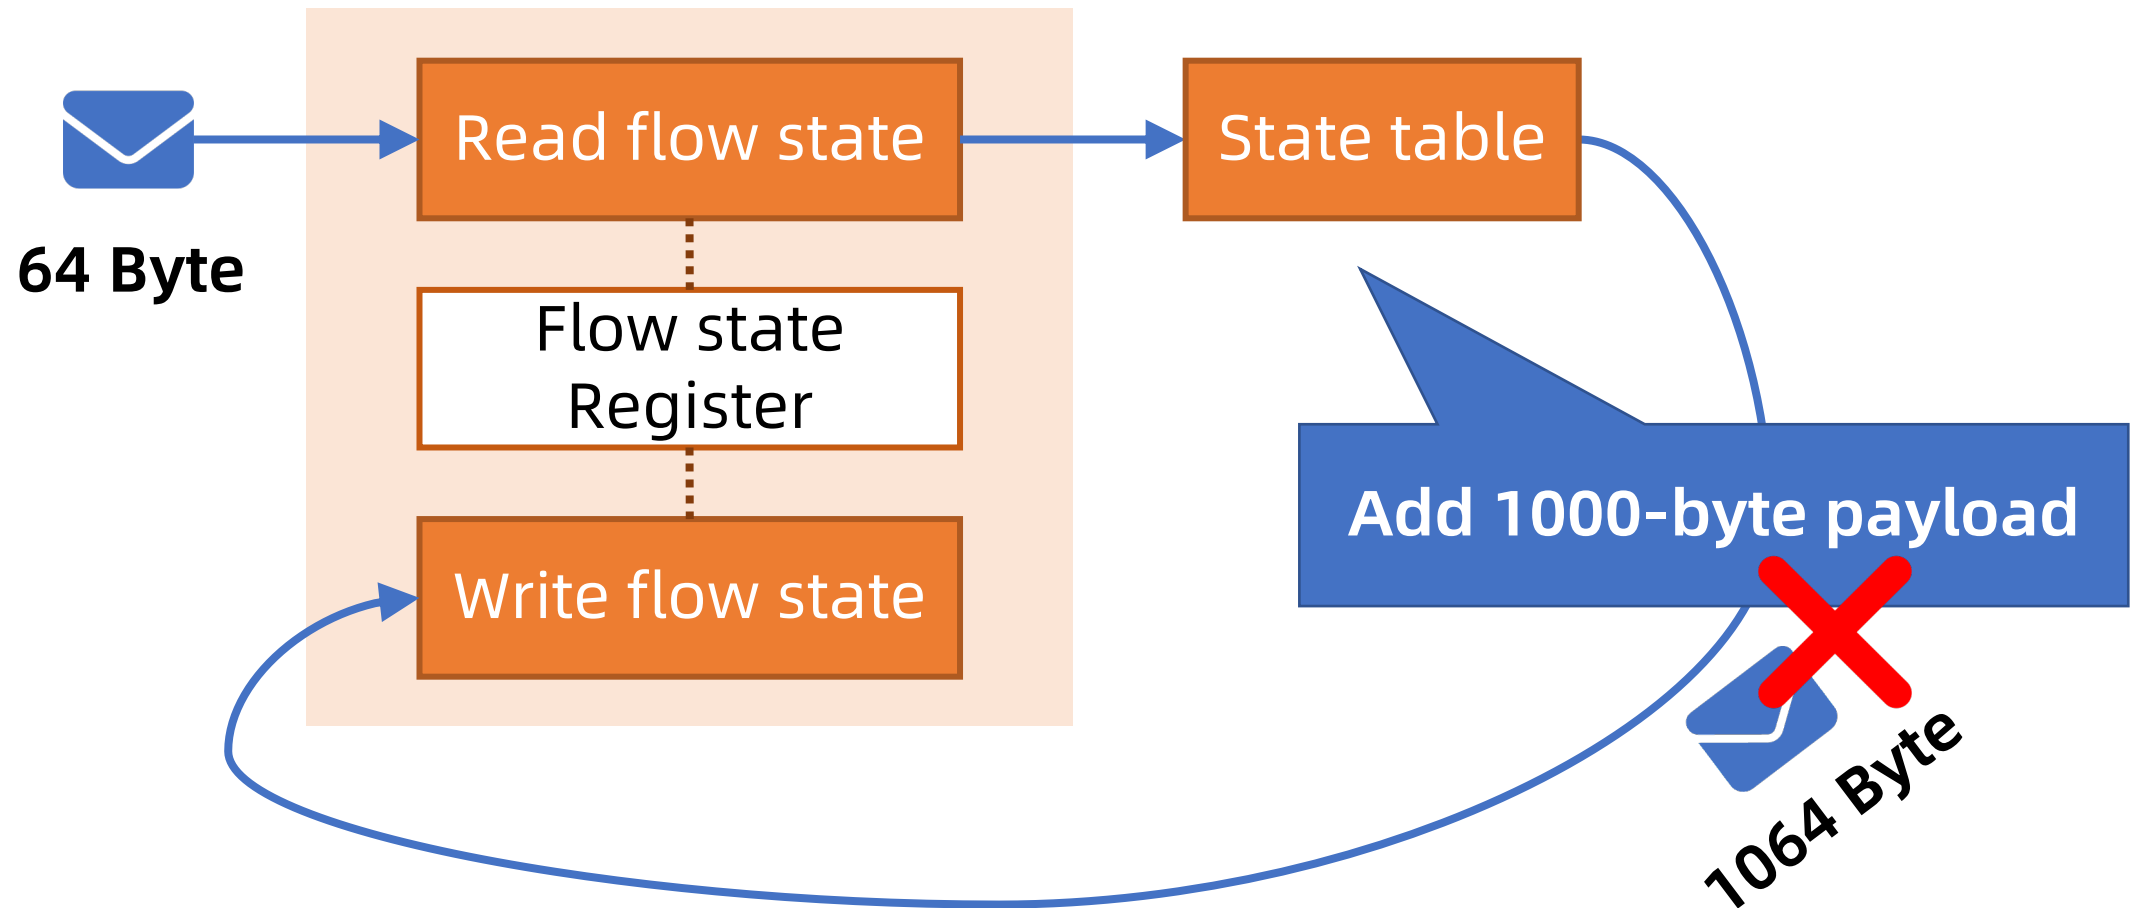 Read flow state
State table
64 Byte
Flow state
Register
Add 1000-byte payload
Write flow state
1064 Byte